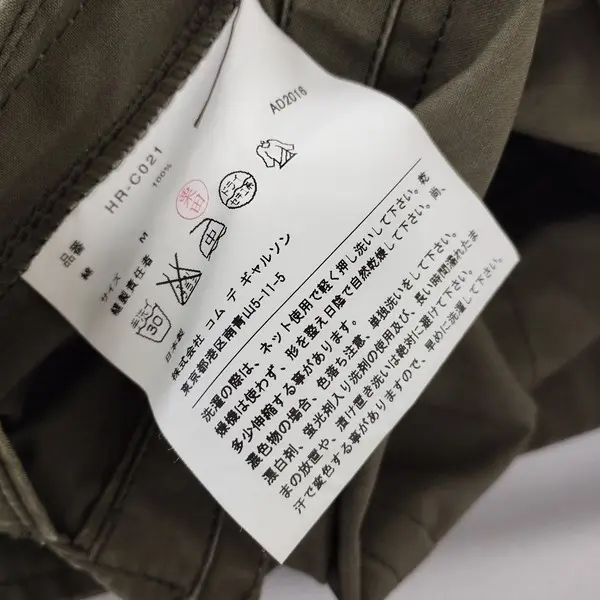 AD2016
品番 HR-C021
綿 100%
サイズ M
縫製責任者
手洗イ 30
日本製
株式会社 コム デ ギャルソン
東京都港区南青山5-11-5
洗濯の際は、ネット使用で軽く押し洗いして下さい。乾
燥機は使わず、形を整え日陰で自然乾燥して下さい。尚、
多少伸縮する事があります。
濃色物の場合、色落ち注意、単独洗いをして下さい。
漂白剤、蛍光剤入り洗剤の使用及び、長い時間濡れたま
まの放置や、漬け置き洗いは絶対に避けて下さい。
汗で変色する事がありますので、早めに洗濯して下さい。